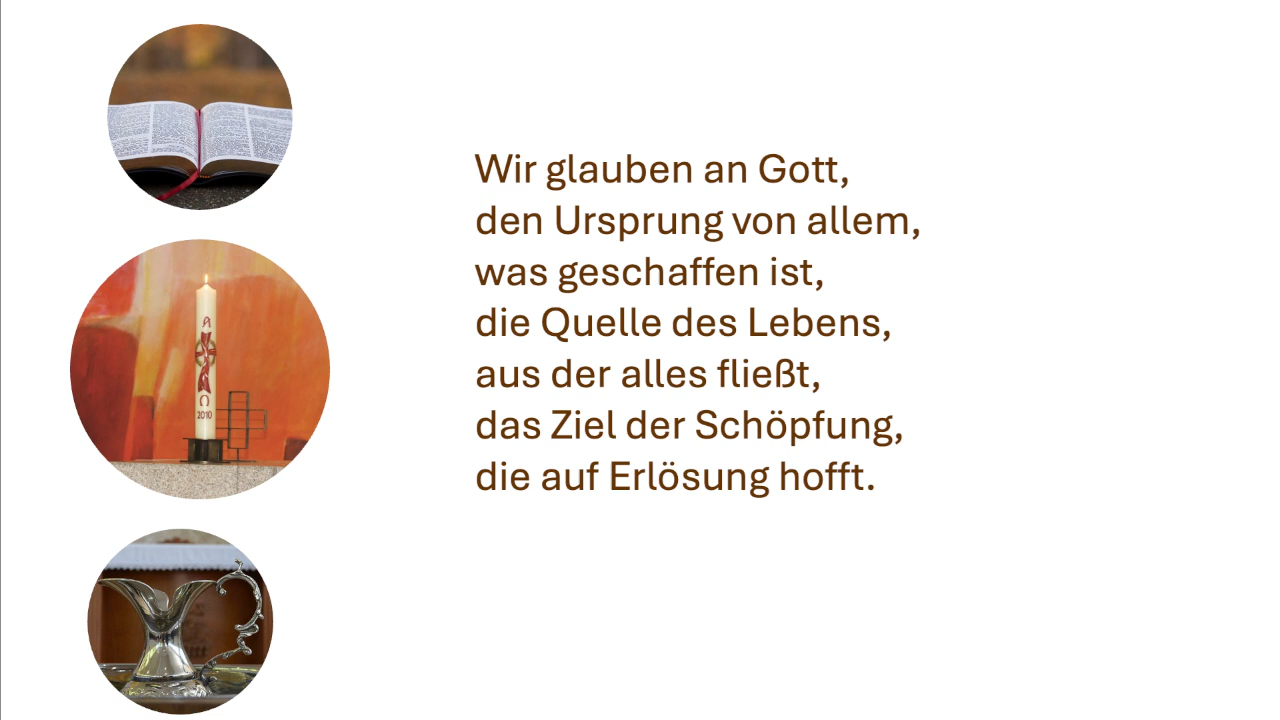 Wir glauben an Gott,
den Ursprung von allem,
was geschaffen ist,
die Quelle des Lebens,
aus der alles fließt,
das Ziel der Schöpfung,
die auf Erlösung hofft.
Α
Ω
2010